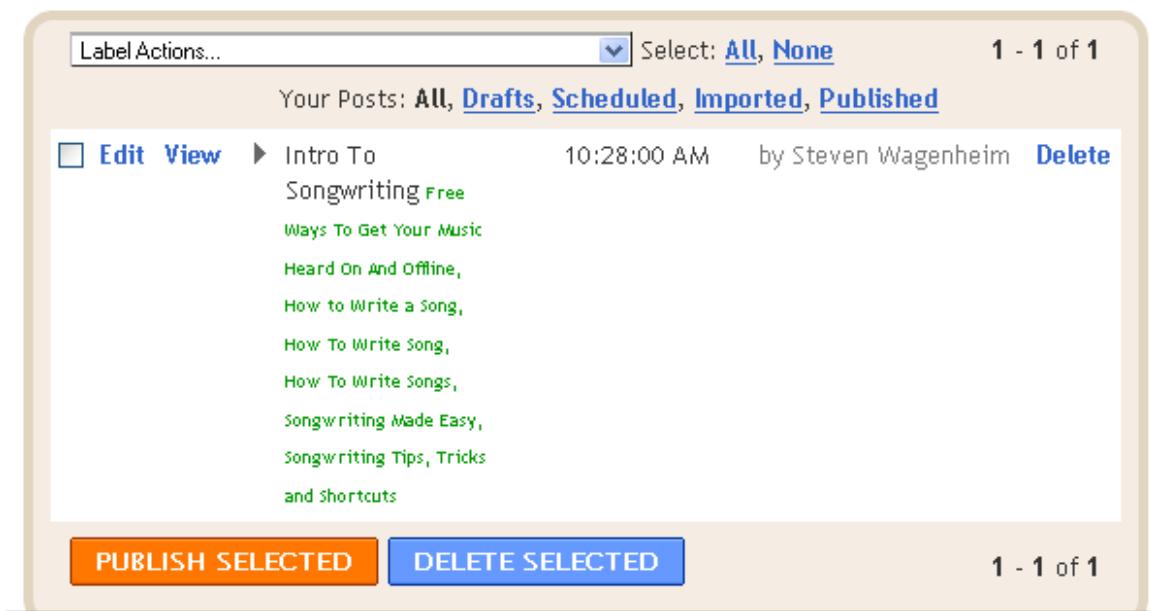 Label Actions... Select: All, None 1 - 1 of 1
Your Posts: All, Drafts, Scheduled, Imported, Published
Edit View Intro To 10:28:00 AM by Steven Wagenheim Delete
Songwriting Free
Ways To Get Your Music
Heard On And Offline,
How to Write a Song,
How To Write Song,
How To Write Songs,
Songwriting Made Easy,
Songwriting Tips, Tricks
and Shortcuts
PUBLISH SELECTED DELETE SELECTED 1 - 1 of 1